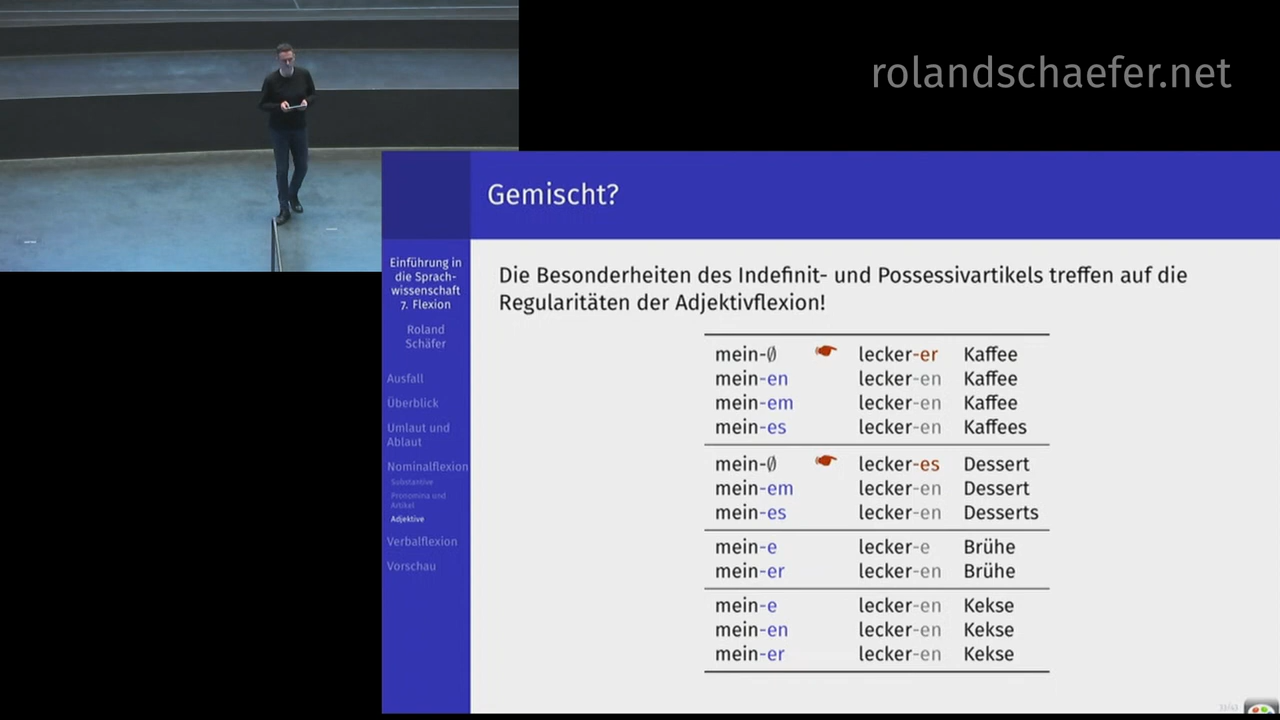 rolandschaefer.net
Gemischt?
Einführung in
die Sprach-
wissenschaft
7. Flexion
Roland
Schäfer
Ausfall
Überblick
Umlaut und
Ablaut
Nominalflexion
Substantive
Pronomina und
Artikel
Adjektive
Verbalflexion
Vorschau
Die Besonderheiten des Indefinit- und Possessivartikels treffen auf die
Regularitäten der Adjektivflexion!
mein-∅ lecker-er Kaffee
mein-en lecker-en Kaffee
mein-em lecker-en Kaffee
mein-es lecker-en Kaffees
mein-∅ lecker-es Dessert
mein-em lecker-en Dessert
mein-es lecker-en Desserts
mein-e lecker-e Brühe
mein-er lecker-en Brühe
mein-e lecker-en Kekse
mein-en lecker-en Kekse
mein-er lecker-en Kekse